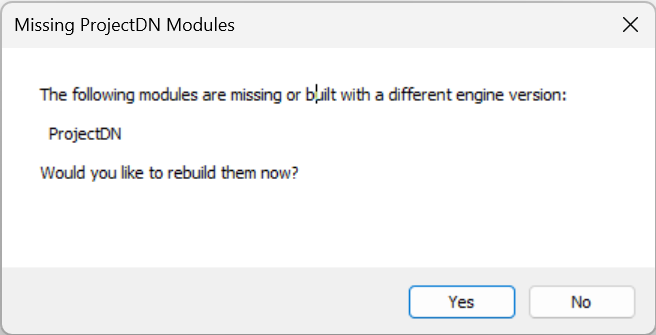 Missing ProjectDN Modules
The following modules are missing or built with a different engine version:
ProjectDN
Would you like to rebuild them now?
Yes
No